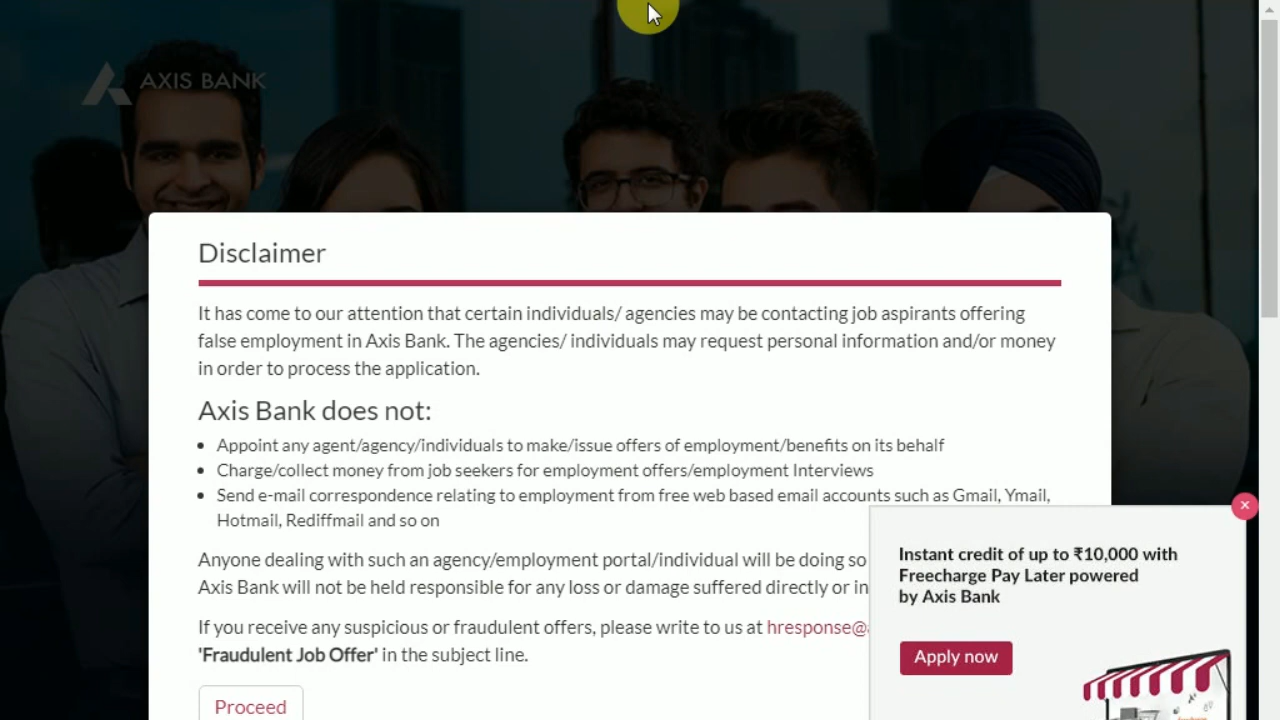 AXIS BANK
Disclaimer
It has come to our attention that certain individuals/ agencies may be contacting job aspirants offering
false employment in Axis Bank. The agencies/ individuals may request personal information and/or money
in order to process the application.
Axis Bank does not:
• Appoint any agent/agency/individuals to make/issue offers of employment/benefits on its behalf
• Charge/collect money from job seekers for employment offers/employment Interviews
• Send e-mail correspondence relating to employment from free web based email accounts such as Gmail, Ymail,
Hotmail, Rediffmail and so on
Anyone dealing with such an agency/employment portal/individual will be doing so
Axis Bank will not be held responsible for any loss or damage suffered directly or in
If you receive any suspicious or fraudulent offers, please write to us at hresponse@
'Fraudulent Job Offer' in the subject line.
Proceed
Instant credit of up to ₹10,000 with
Freecharge Pay Later powered
by Axis Bank
Apply now